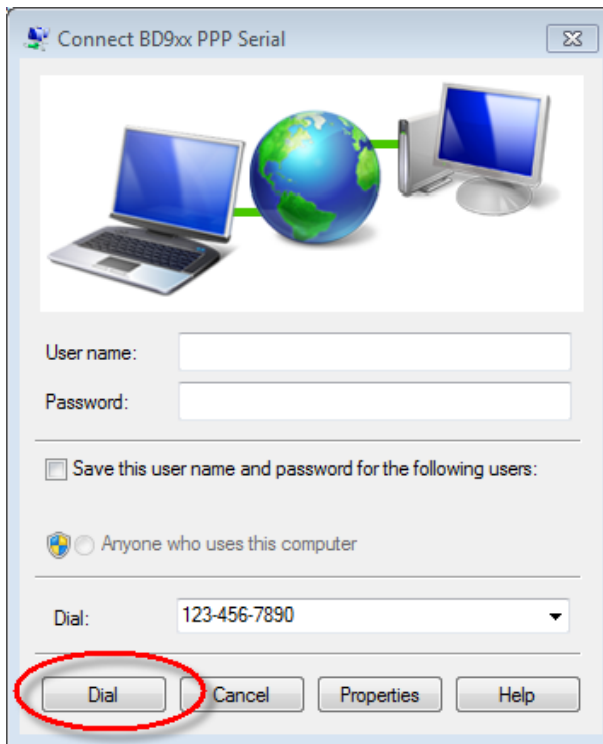 Connect BD9xx PPP Serial
User name:
Password:
Save this user name and password for the following users:
Anyone who uses this computer
Dial: 123-456-7890
Dial Cancel Properties Help